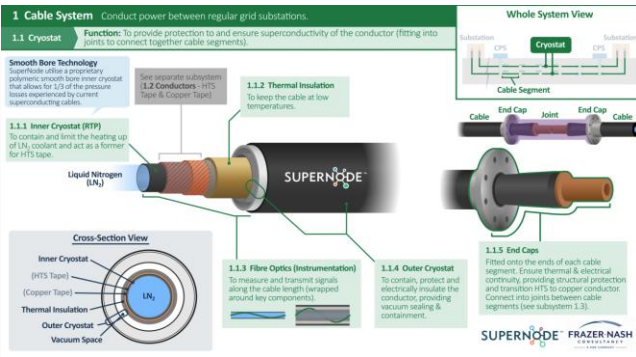 1 Cable System Conduct power between regular grid substations.
1.1 Cryostat
Function: To provide protection to and ensure superconductivity of the conductor (fitting into
joints to connect together cable segments).
Whole System View
Substation
Substation
CPS
Cryostat
CPS
Cable Segment
Smooth Bore Technology
SuperNode utilise a proprietary
polymeric smooth bore inner cryostat
that allows for 1/3 of the pressure
losses experienced by current
superconducting cables.
See separate subsystem
(1.2 Conductors - HTS
Tape & Copper Tape)
1.1.2 Thermal Insulation
To keep the cable at low
temperatures.
1.1.1 Inner Cryostat (RTP)
To contain and limit the heating up
of LN₂ coolant and act as a former
for HTS tape.
Cable
End Cap
Joint
End Cap
Cable
Liquid Nitrogen
(LN₂)
SUPERNODE™
Cross-Section View
Inner Cryostat
(HTS Tape)
(Copper Tape)
Thermal Insulation
Outer Cryostat
Vacuum Space
LN₂
1.1.3 Fibre Optics (Instrumentation)
To measure and transmit signals
along the cable length (wrapped
around key components).
1.1.4 Outer Cryostat
To contain, protect and
electrically insulate the
conductor, providing
vacuum sealing &
containment.
1.1.5 End Caps
Fitted onto the ends of each cable
segment. Ensure thermal & electrical
continuity, providing structural protection
and transition HTS to copper conductor.
Connect into joints between cable
segments (see subsystem 1.3).
SUPERNODE™
FRAZER-NASH
CONSULTANCY